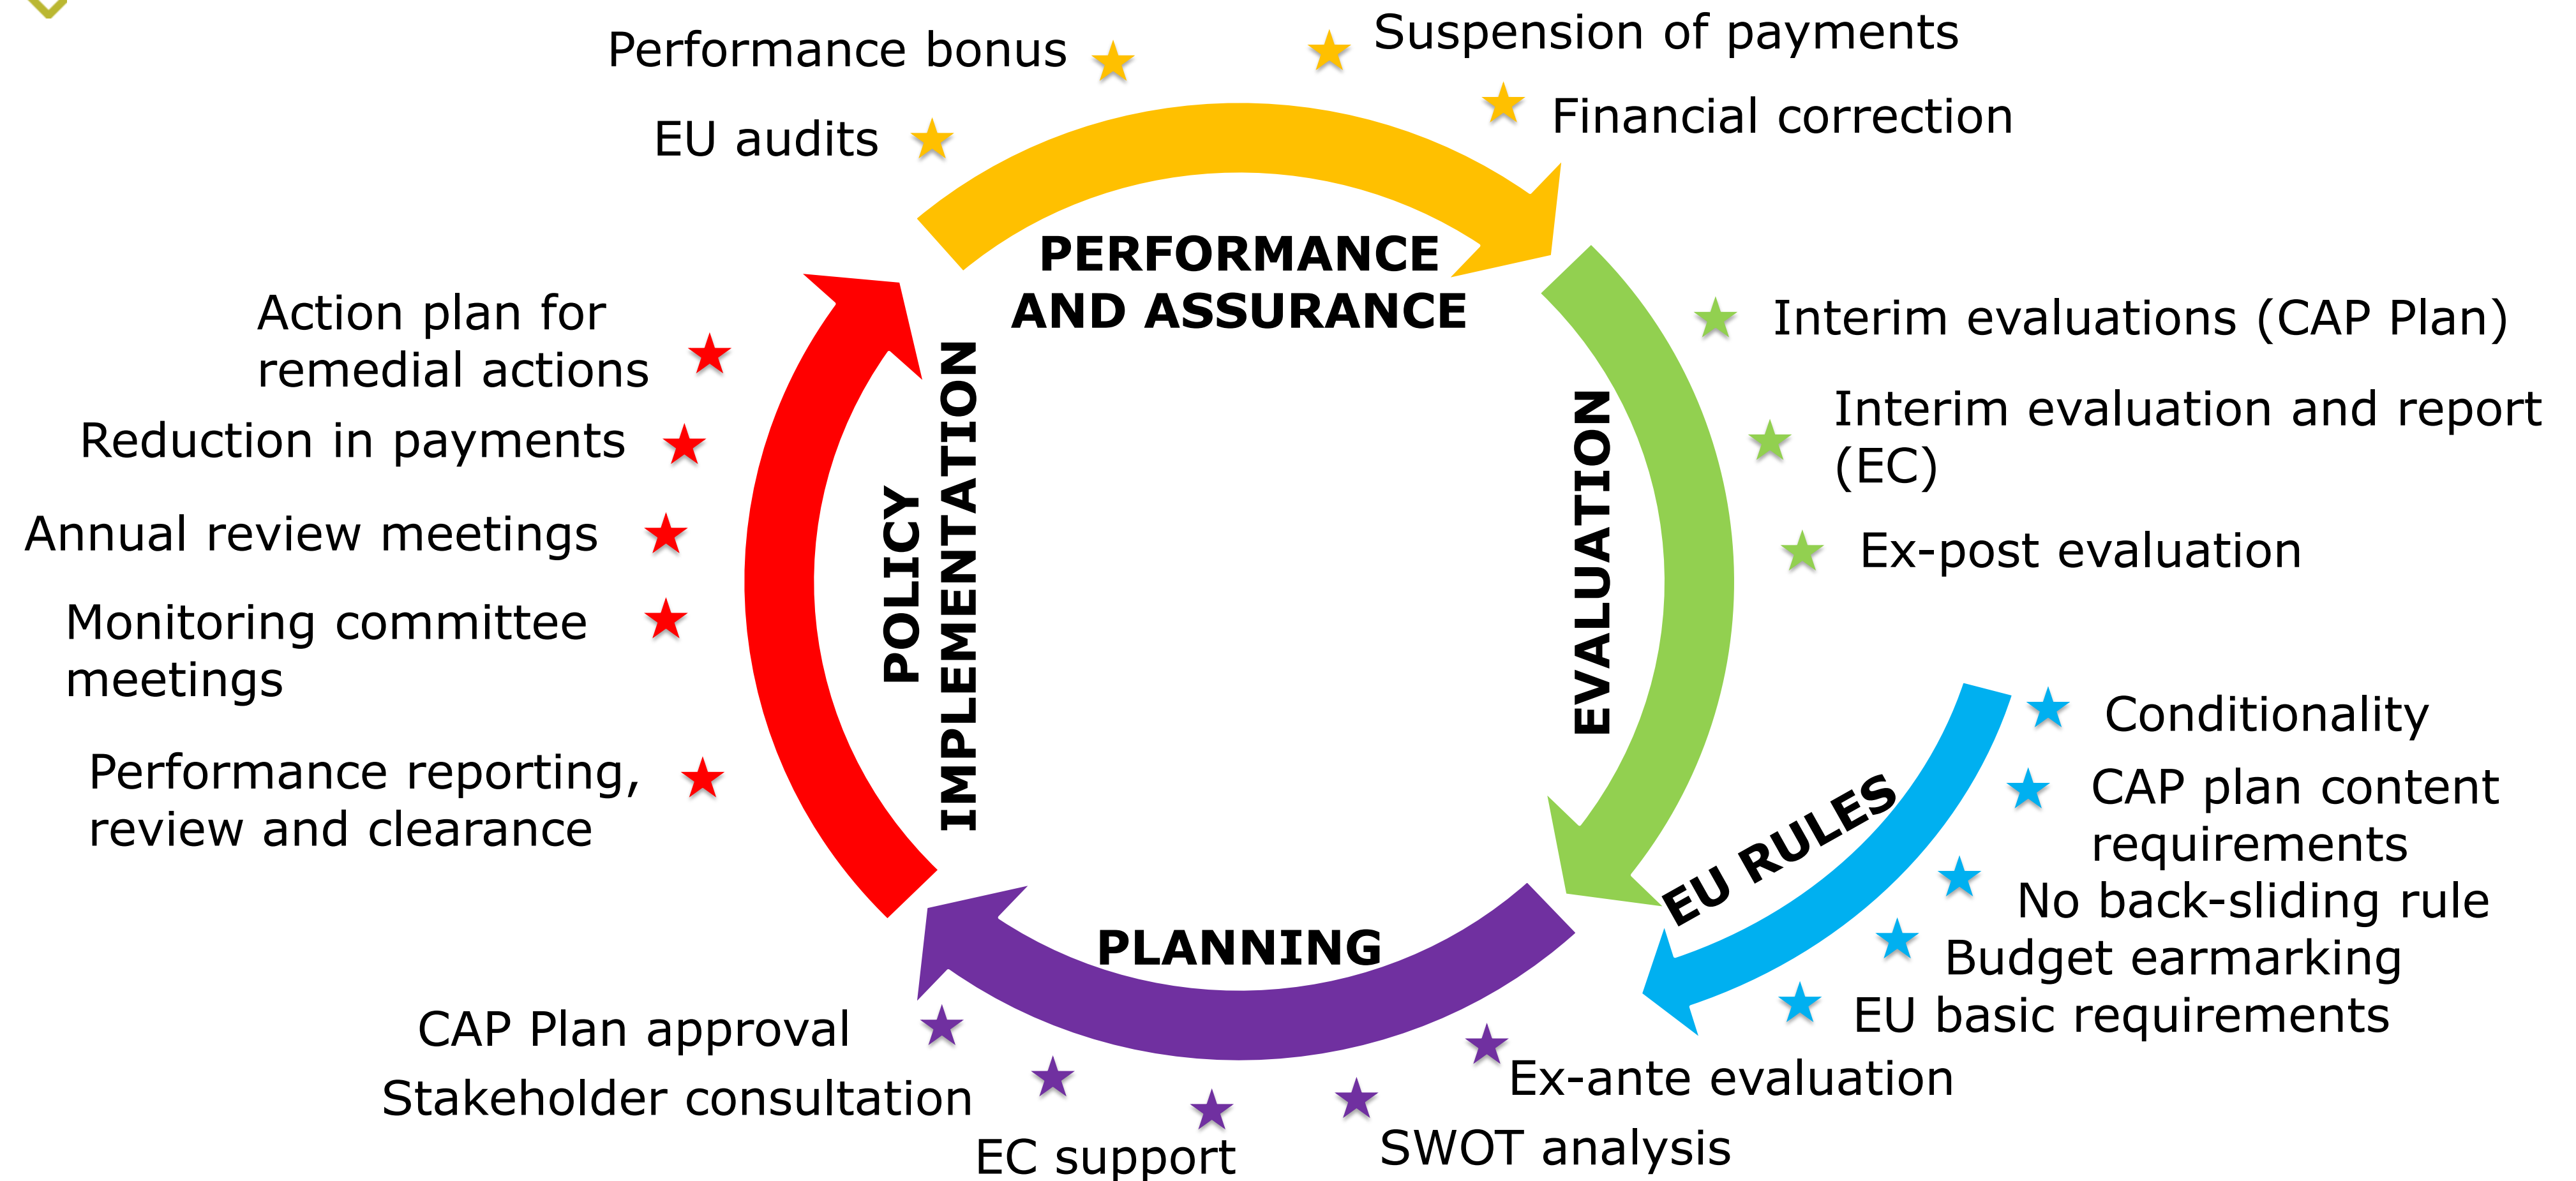 Performance bonus
EU audits
Suspension of payments
Financial correction
PERFORMANCE
AND ASSURANCE
Interim evaluations (CAP Plan)
Interim evaluation and report
(EC)
Ex-post evaluation
EVALUATION
Conditionality
CAP plan content
requirements
No back-sliding rule
Budget earmarking
EU basic requirements
EU RULES
Ex-ante evaluation
SWOT analysis
EC support
Stakeholder consultation
CAP Plan approval
PLANNING
Action plan for
remedial actions
Reduction in payments
Annual review meetings
Monitoring committee
meetings
Performance reporting,
review and clearance
POLICY
IMPLEMENTATION